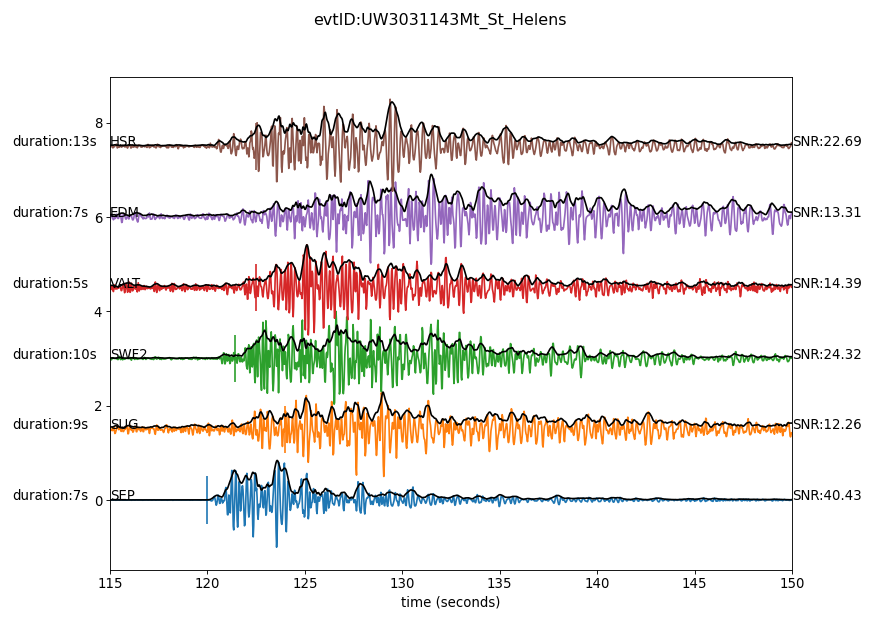 evtID:UW3031143Mt_St_Helens
8
duration:13s HSR SNR:22.69
duration:7s EDM SNR:13.31
6
duration:5s VALT SNR:14.39
4
duration:10s SWF2 SNR:24.32
2
duration:9s SUG SNR:12.26
duration:7s SEP SNR:40.43
0
115 120 125 130 135 140 145 150
time (seconds)